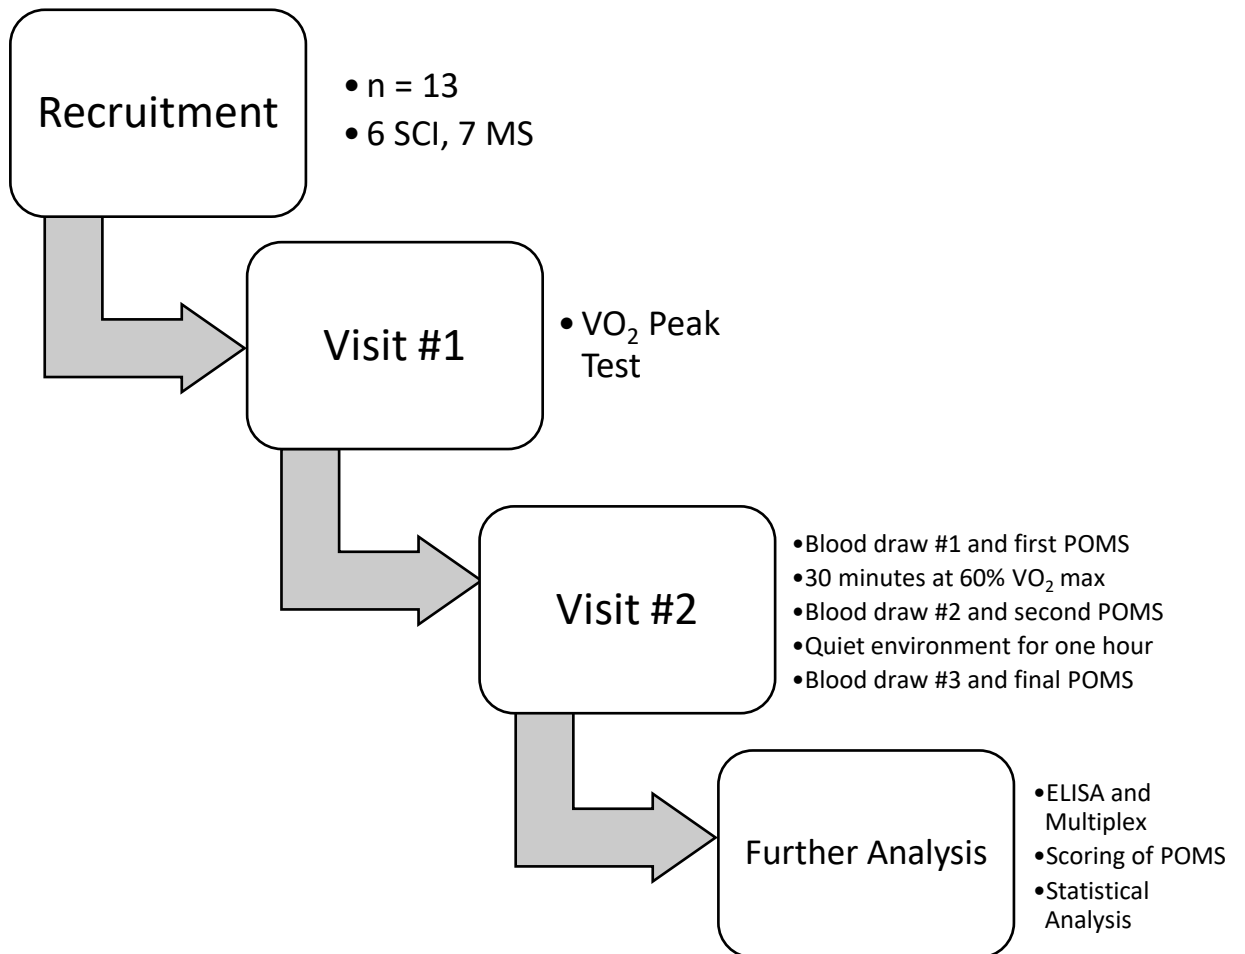 Recruitment
• n = 13
• 6 SCI, 7 MS
Visit #1
• VO₂ Peak
Test
Visit #2
•Blood draw #1 and first POMS
•30 minutes at 60% VO₂ max
•Blood draw #2 and second POMS
•Quiet environment for one hour
•Blood draw #3 and final POMS
Further Analysis
•ELISA and
Multiplex
•Scoring of POMS
•Statistical
Analysis